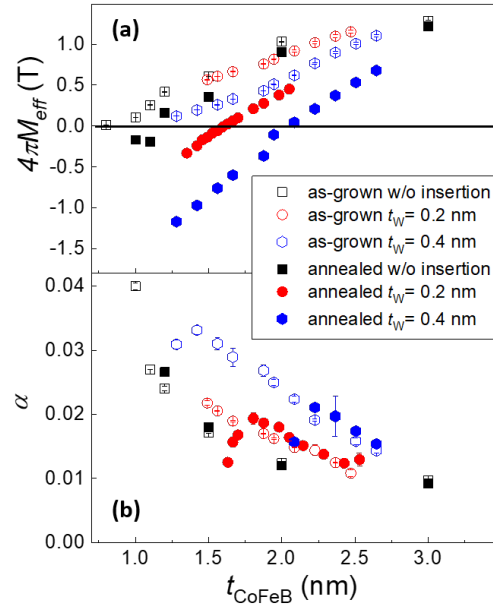 (a)
4πM_eff (T)
1.0
0.5
0.0
-0.5
-1.0
-1.5
as-grown w/o insertion
as-grown t_W= 0.2 nm
as-grown t_W= 0.4 nm
annealed w/o insertion
annealed t_W= 0.2 nm
annealed t_W= 0.4 nm
0.04
0.03
0.02
0.01
0.00
α
(b)
1.0 1.5 2.0 2.5 3.0
t_CoFeB (nm)